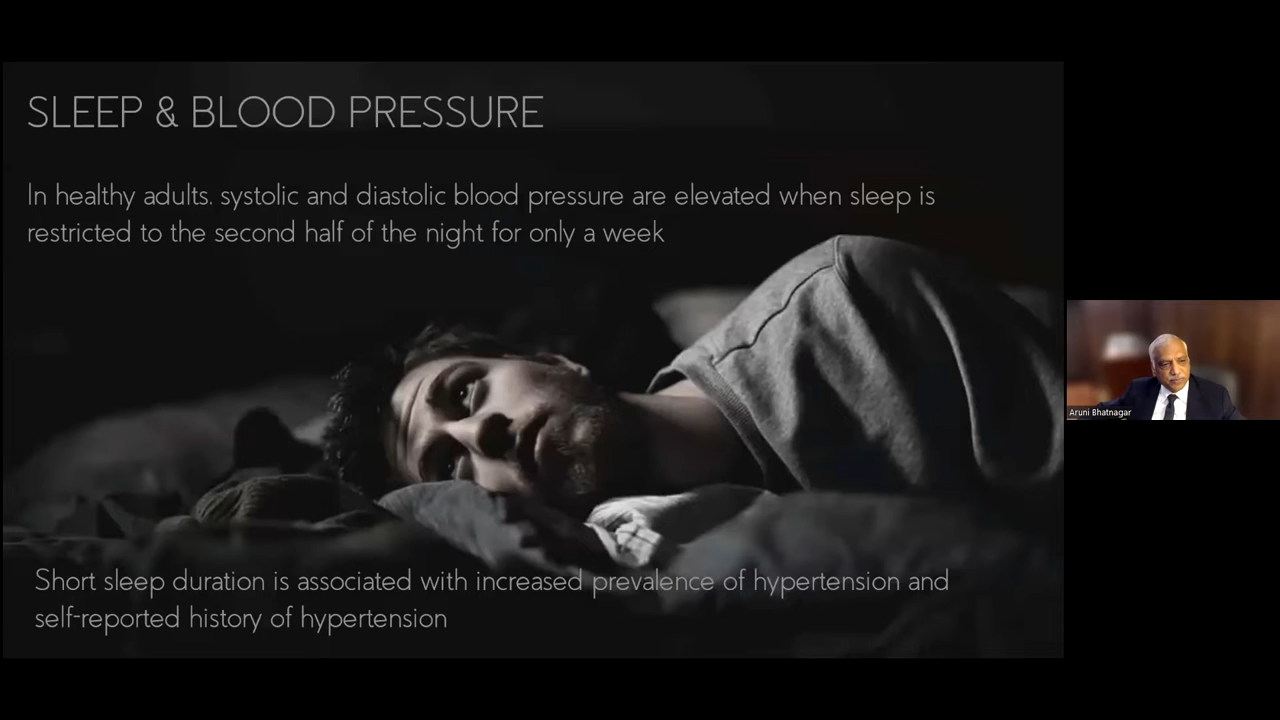 SLEEP & BLOOD PRESSURE
In healthy adults. systolic and diastolic blood pressure are elevated when sleep is
restricted to the second half of the night for only a week
Short sleep duration is associated with increased prevalence of hypertension and
self-reported history of hypertension
Aruni Bhatnagar